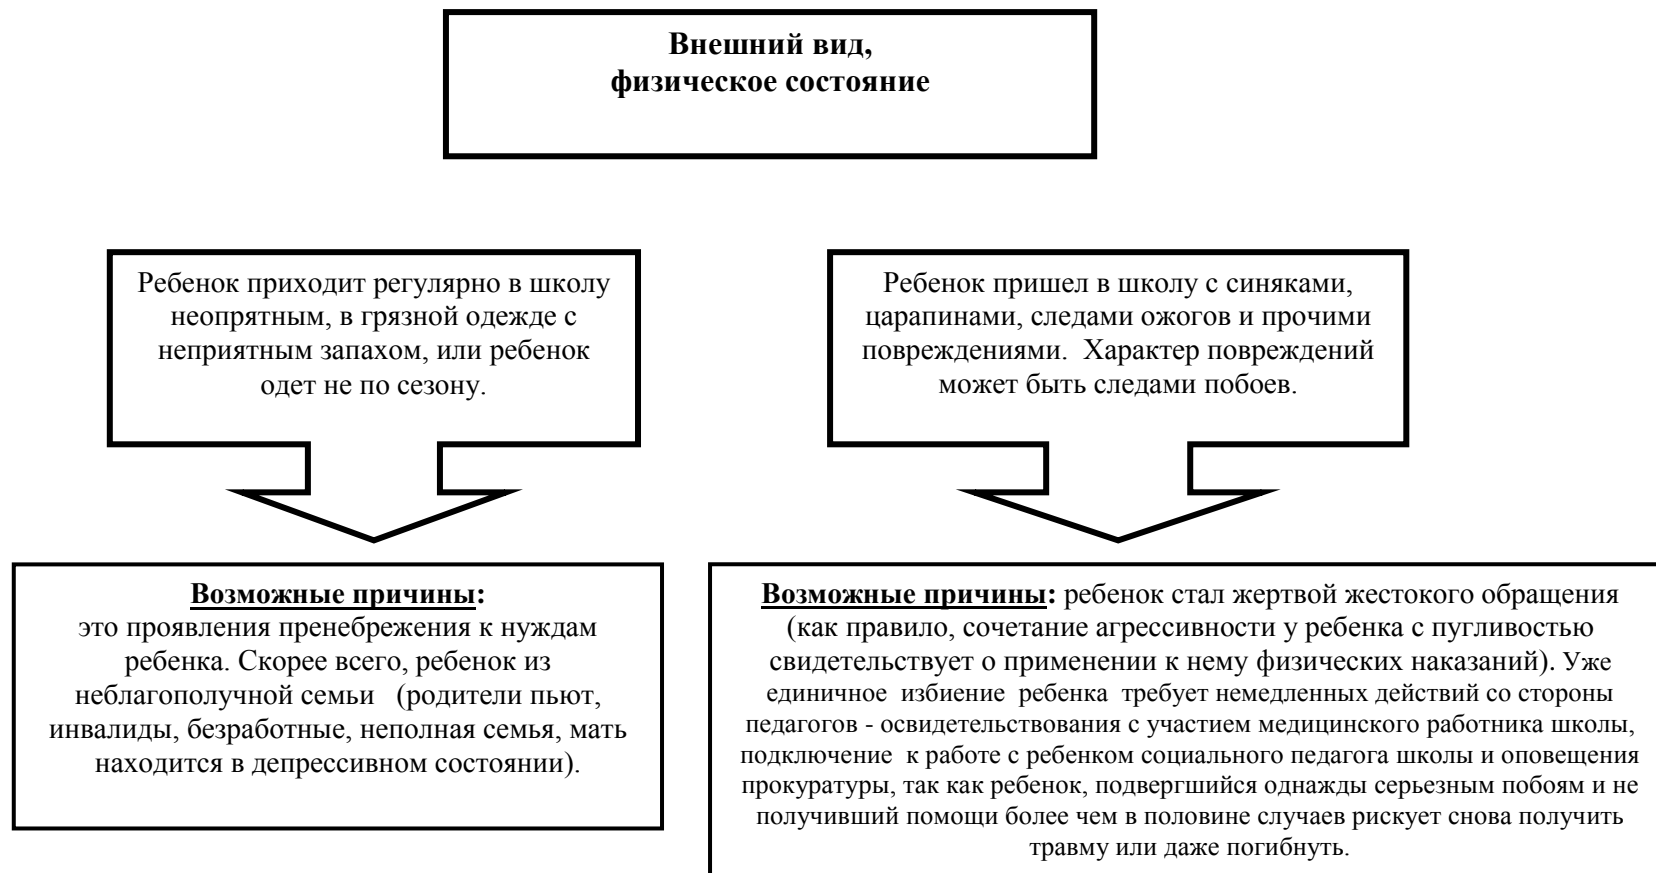 Внешний вид,
физическое состояние
Ребенок приходит регулярно в школу
неопрятным, в грязной одежде с
неприятным запахом, или ребенок
одет не по сезону.
Ребенок пришел в школу с синяками,
царапинами, следами ожогов и прочими
повреждениями.  Характер повреждений
может быть следами побоев.
Возможные причины:
это проявления пренебрежения к нуждам
ребенка. Скорее всего, ребенок из
неблагополучной семьи   (родители пьют,
инвалиды, безработные, неполная семья, мать
находится в депрессивном состоянии).
Возможные причины: ребенок стал жертвой жестокого обращения
(как правило, сочетание агрессивности у ребенка с пугливостью
свидетельствует о применении к нему физических наказаний). Уже
единичное  избиение  ребенка  требует немедленных действий со стороны
педагогов - освидетельствования с участием медицинского работника школы,
подключение  к работе с ребенком социального педагога школы и оповещения
прокуратуры, так как ребенок, подвергшийся однажды серьезным побоям и не
получивший помощи более чем в половине случаев рискует снова получить
травму или даже погибнуть.